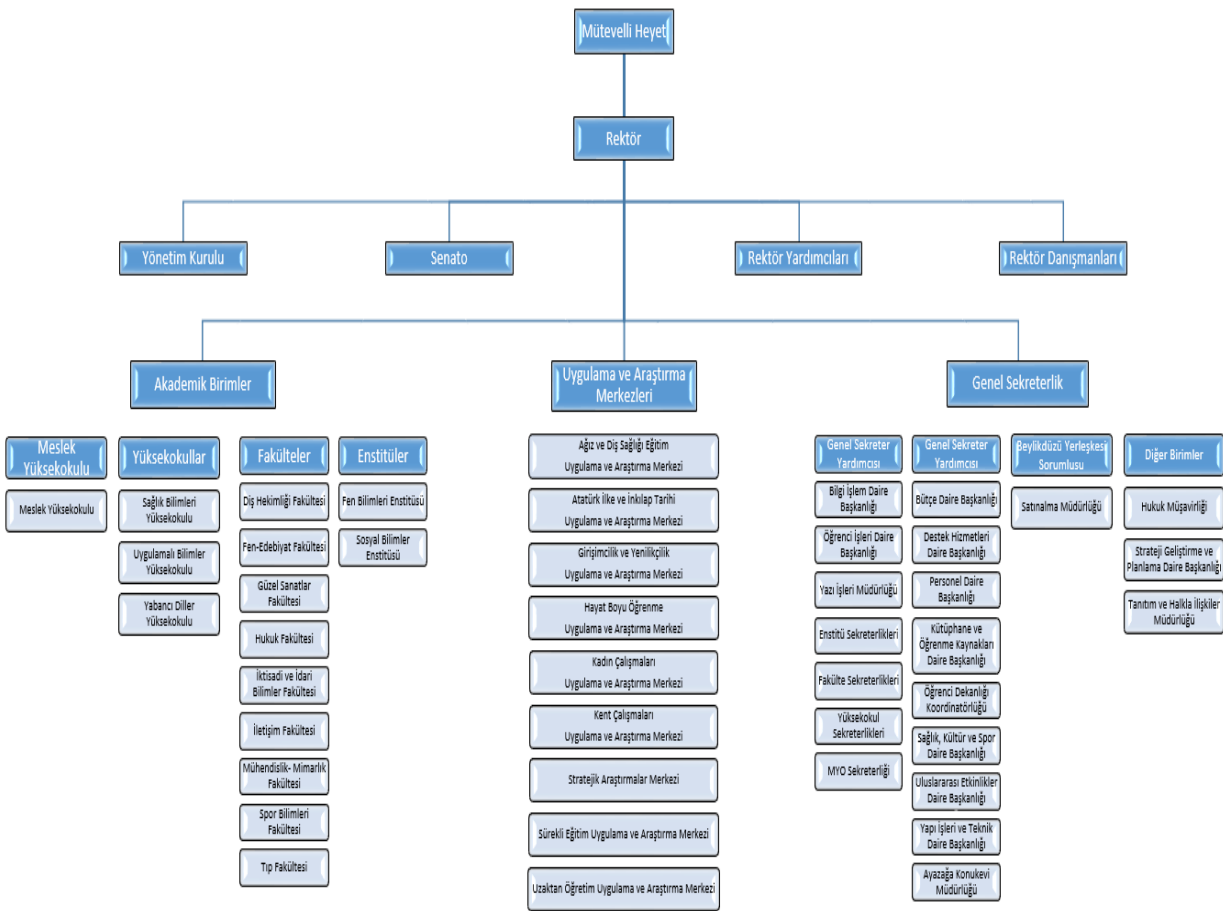 Mütevelli Heyet
Rektör
Yönetim Kurulu
Senato
Rektör Yardımcıları
Rektör Danışmanları
Akademik Birimler
Uygulama ve Araştırma
Merkezleri
Genel Sekreterlik
Meslek
Yüksekokulu
Meslek Yüksekokulu
Yüksekokullar
Sağlık Bilimleri
Yüksekokulu
Uygulamalı Bilimler
Yüksekokulu
Yabancı Diller
Yüksekokulu
Fakülteler
Diş Hekimliği Fakültesi
Fen-Edebiyat Fakültesi
Güzel Sanatlar
Fakültesi
Hukuk Fakültesi
İktisadi ve İdari
Bilimler Fakültesi
İletişim Fakültesi
Mühendislik- Mimarlık
Fakültesi
Spor Bilimleri
Fakültesi
Tıp Fakültesi
Enstitüler
Fen Bilimleri Enstitüsü
Sosyal Bilimler
Enstitüsü
Ağız ve Diş Sağlığı Eğitim
Uygulama ve Araştırma Merkezi
Atatürk İlke ve İnkılap Tarihi
Uygulama ve Araştırma Merkezi
Girişimcilik ve Yenilikçilik
Uygulama ve Araştırma Merkezi
Hayat Boyu Öğrenme
Uygulama ve Araştırma Merkezi
Kadın Çalışmaları
Uygulama ve Araştırma Merkezi
Kent Çalışmaları
Uygulama ve Araştırma Merkezi
Stratejik Araştırmalar Merkezi
Sürekli Eğitim Uygulama ve Araştırma Merkezi
Uzaktan Öğretim Uygulama ve Araştırma Merkezi
Genel Sekreter
Yardımcısı
Bilgi İşlem Daire
Başkanlığı
Öğrenci İşleri Daire
Başkanlığı
Yazı İşleri Müdürlüğü
Enstitü Sekreterlikleri
Fakülte Sekreterlikleri
Yüksekokul
Sekreterlikleri
MYO Sekreterliği
Genel Sekreter
Yardımcısı
Bütçe Daire Başkanlığı
Destek Hizmetleri
Daire Başkanlığı
Personel Daire
Başkanlığı
Kütüphane ve
Öğrenme Kaynakları
Daire Başkanlığı
Öğrenci Dekanlığı
Koordinatörlüğü
Sağlık, Kültür ve Spor
Daire Başkanlığı
Uluslararası Etkinlikler
Daire Başkanlığı
Yapı İşleri ve Teknik
Daire Başkanlığı
Ayazağa Konukevi
Müdürlüğü
Beylikdüzü Yerleşkesi
Sorumlusu
Satınalma Müdürlüğü
Diğer Birimler
Hukuk Müşavirliği
Strateji Geliştirme ve
Planlama Daire Başkanlığı
Tanıtım ve Halkla İlişkiler
Müdürlüğü